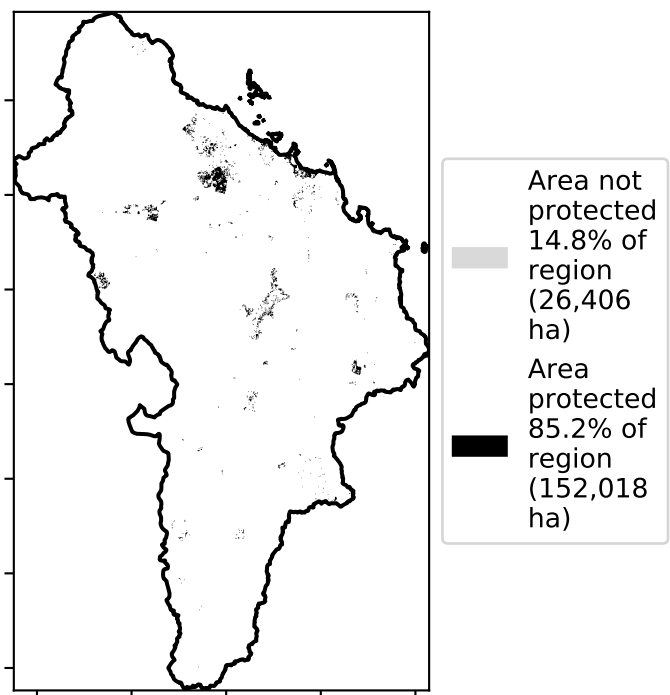 Area not
protected
14.8% of
region
(26,406
ha)
Area
protected
85.2% of
region
(152,018
ha)